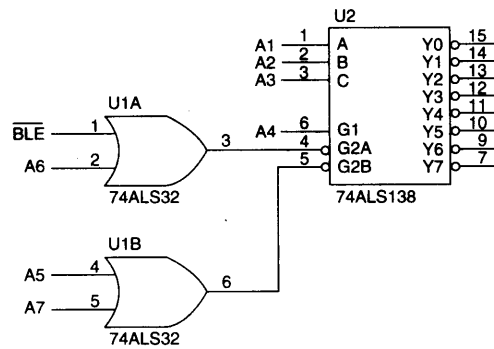 U2
1 15
A1 A Y0
2 14
A2 B Y1
3 13
A3 C Y2
12
Y3
11
Y4
U1A
6 10
A4 G1 Y5
B̅L̅E̅ 1 3 4 G2A Y6 9
5 G2B Y7 7
A6 2
74ALS32 74ALS138
U1B
A5 4
6
A7 5
74ALS32